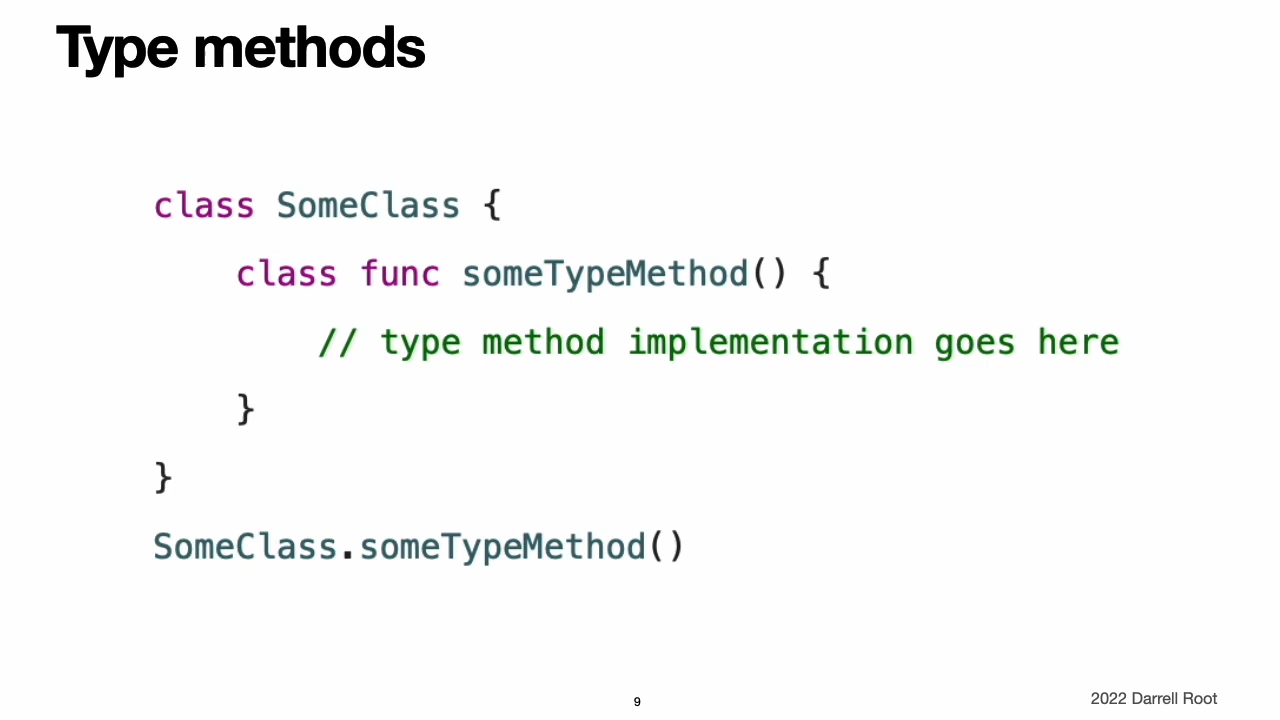 Type methods
class SomeClass {
    class func someTypeMethod() {
        // type method implementation goes here
    }
}
SomeClass.someTypeMethod()
9
2022 Darrell Root